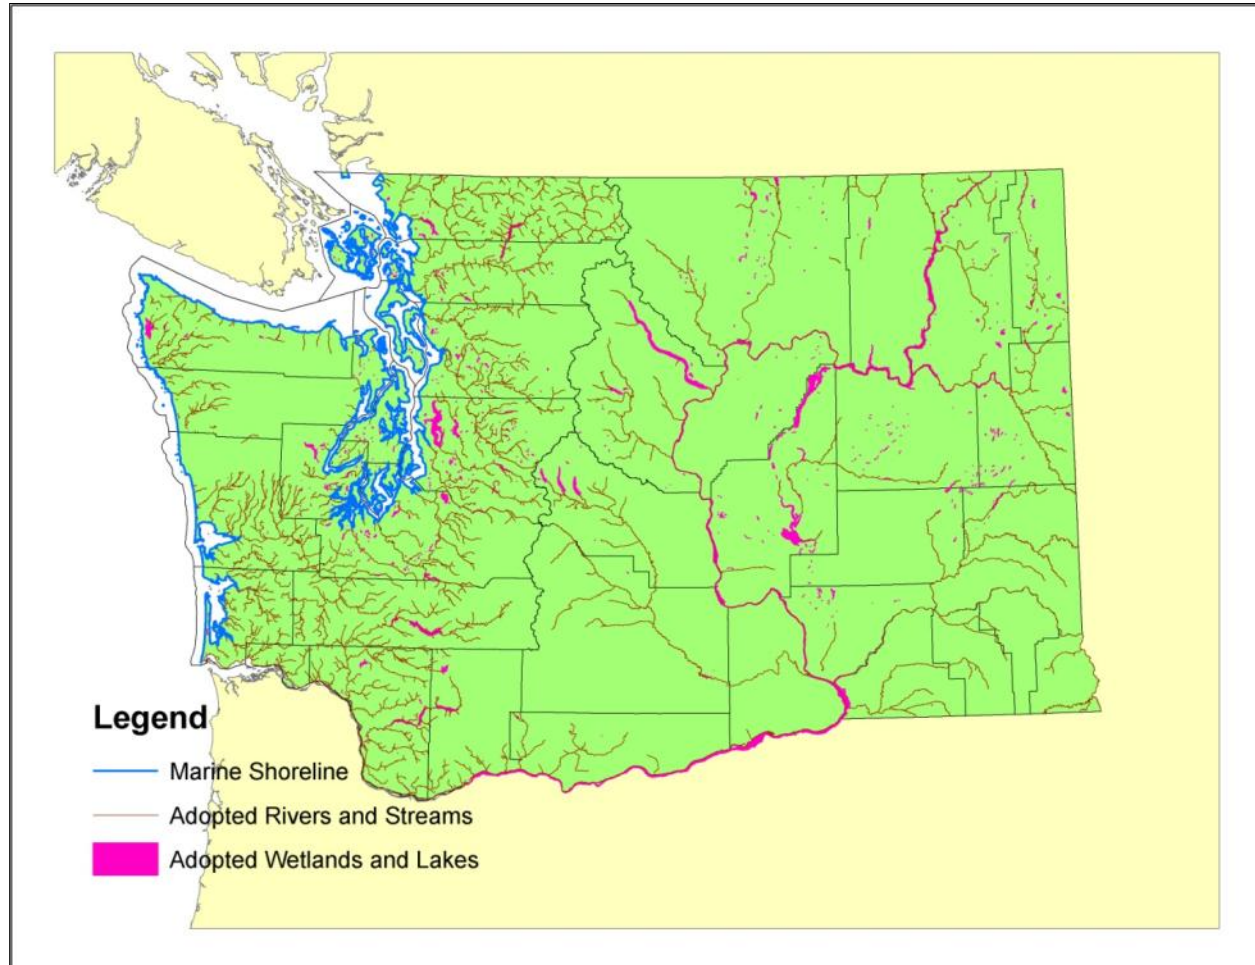 Legend
Marine Shoreline
Adopted Rivers and Streams
Adopted Wetlands and Lakes